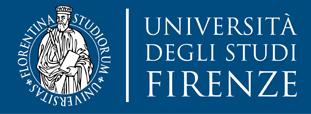 FLORENTINA STUDIORUM UNIVERSITAS
UNIVERSITÀ
DEGLI STUDI
FIRENZE